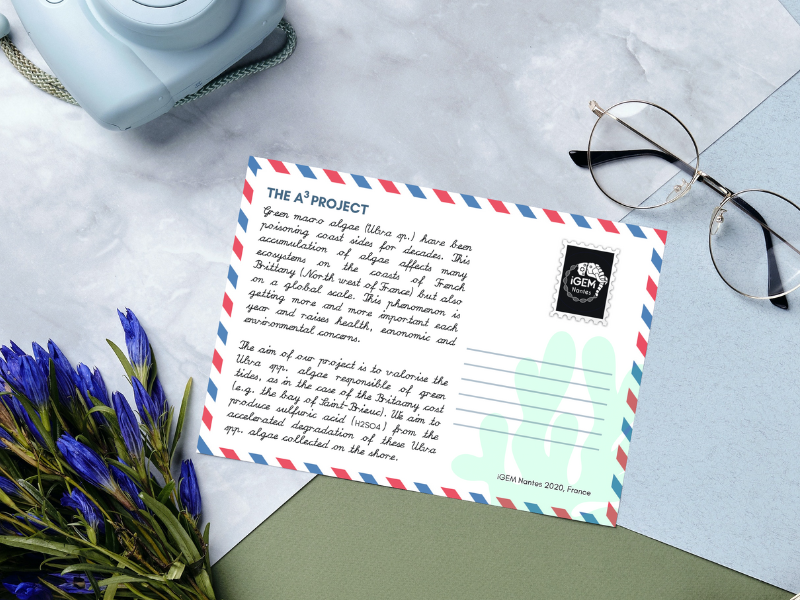 THE A³ PROJECT
Green macro algae (Ulva sp.) have been
poisoning coast sides for decades. This
accumulation of algae affects many
ecosystems on the coasts of French
Brittany (North west of France) but also
on a global scale. This phenomenon is
getting more and more important each
year and raises health, economic and
environmental concerns.
The aim of our project is to valorise the
Ulva spp. algae responsible of green
tides, as in the case of the Britacny cost
(e.g. the bay of Saint-Brieuc). We aim to
produce sulfuric acid (H2SO4) from the
accelerated degradation of these Ulva
spp. algae collected on the shore.
iGEM
Nantes
iGEM Nantes 2020, France